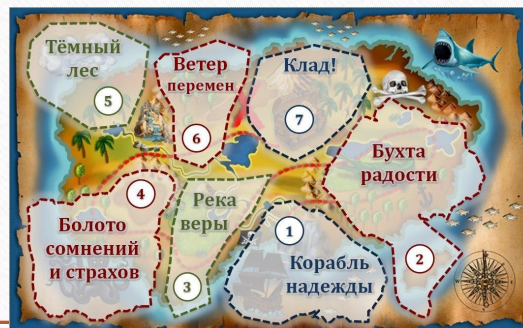 Тёмный
лес
5
Ветер
перемен
6
Клад!
7
Бухта
радости
2
4
Болото
сомнений
и страхов
Река
веры
3
1
Корабль
надежды